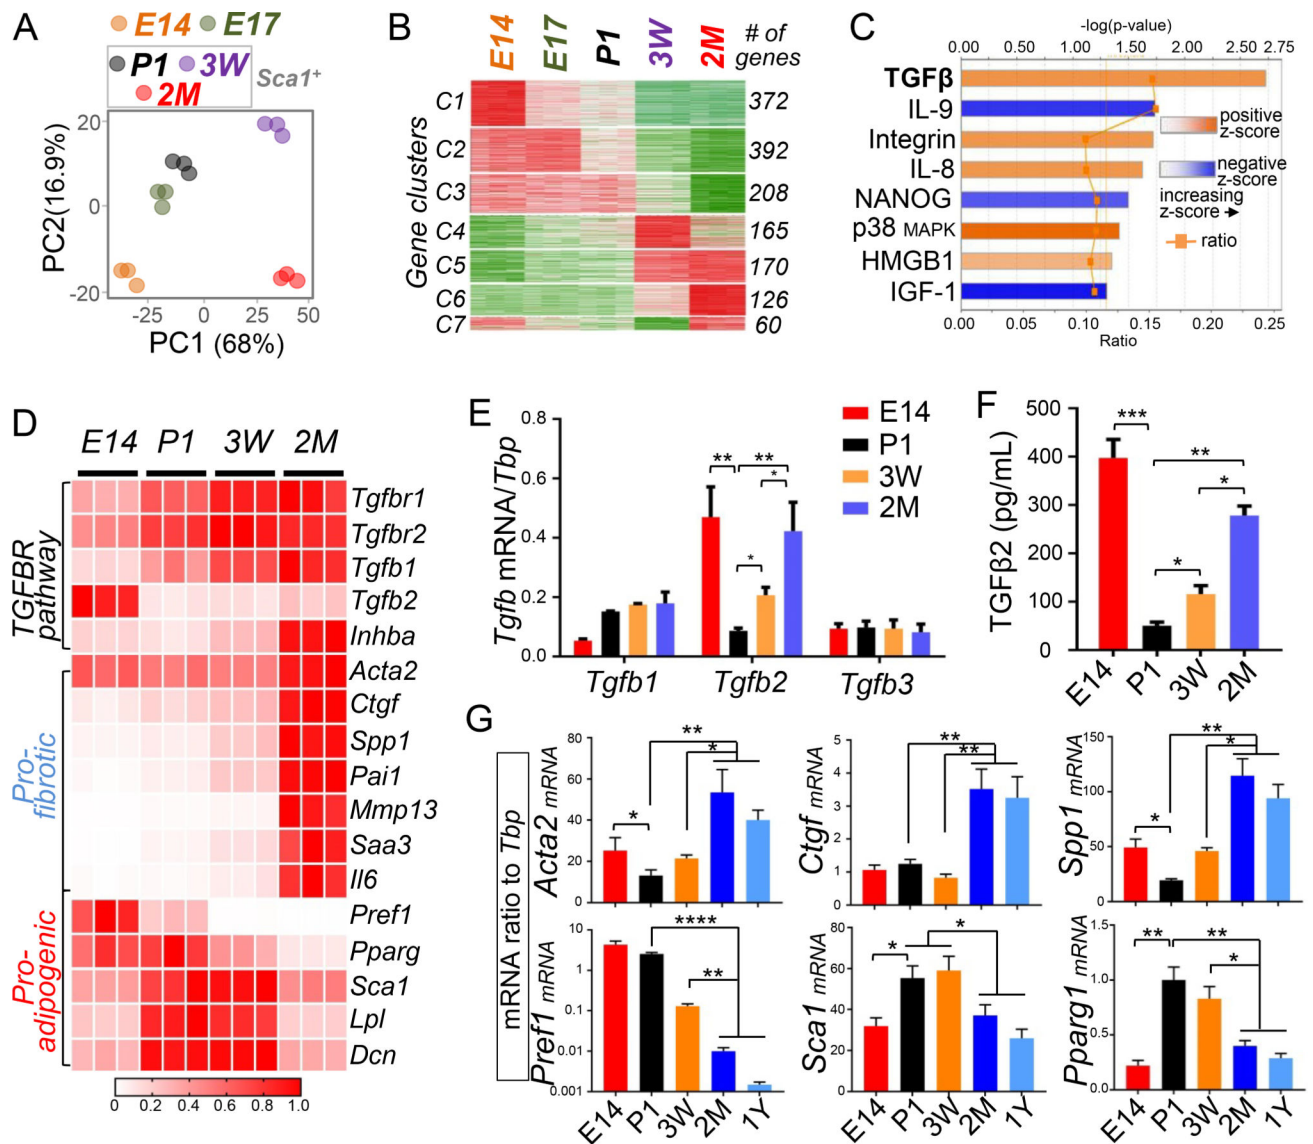 A
E14 E17
P1 3W
2M
Sca1+
PC2(16.9%)
20
0
-20
-25 0 25 50
PC1 (68%)
B
E14 E17 P1 3W 2M # of genes
Gene clusters
C1 372
C2 392
C3 208
C4 165
C5 170
C6 126
C7 60
C
-log(p-value)
0.00 0.50 1.00 1.50 2.00 2.50 2.75
TGFβ
IL-9
Integrin
IL-8
NANOG
p38 MAPK
HMGB1
IGF-1
positive
z-score
negative
z-score
increasing
z-score
ratio
0.00 0.05 0.10 0.15 0.20 0.25
Ratio
D
E14 P1 3W 2M
TGFBR
pathway
Tgfbr1
Tgfbr2
Tgfb1
Tgfb2
Inhba
Pro-
fibrotic
Acta2
Ctgf
Spp1
Pai1
Mmp13
Saa3
Il6
Pro-
adipogenic
Pref1
Pparg
Sca1
Lpl
Dcn
0 0.2 0.4 0.6 0.8 1.0
E
Tgfb mRNA/Tbp
0.8
0.6
0.4
0.2
0.0
** ** * *
Tgfb1 Tgfb2 Tgfb3
E14
P1
3W
2M
F
TGFβ2 (pg/mL)
500
400
300
200
100
0
*** ** * *
E14 P1 3W 2M
G
mRNA ratio to Tbp
Acta2 mRNA
80
60
40
20
0
** * *
Ctgf mRNA
5
4
3
2
1
0
** **
Spp1 mRNA
150
100
50
0
** * *
Pref1 mRNA
10
1
0.1
0.01
0.001
**** **
E14 P1 3W 2M 1Y
Sca1 mRNA
80
60
40
20
0
* *
E14 P1 3W 2M 1Y
Pparg1 mRNA
1.5
1.0
0.5
0.0
** ** *
E14 P1 3W 2M 1Y